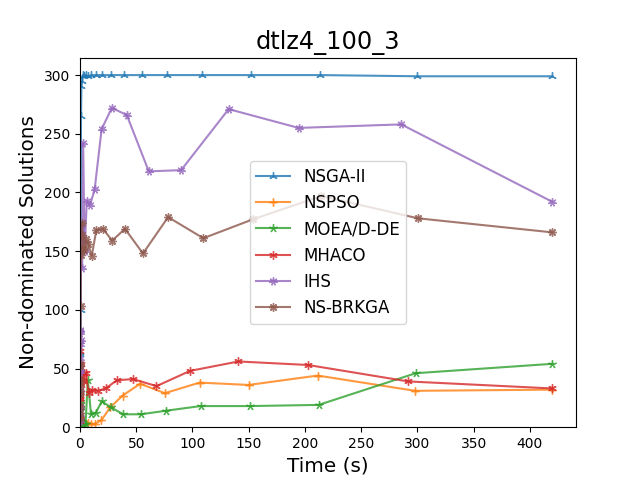 dtlz4_100_3
Non-dominated Solutions
300
250
200
150
100
50
0
NSGA-II
NSPSO
MOEA/D-DE
MHACO
IHS
NS-BRKGA
0 50 100 150 200 250 300 350 400
Time (s)